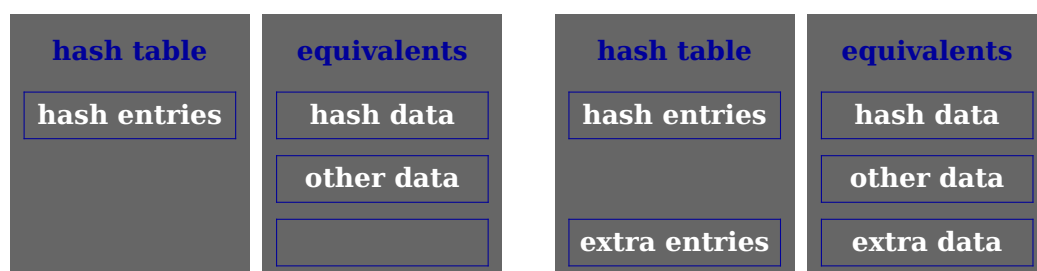 hash table
hash entries
equivalents
hash data
other data
hash table
hash entries
extra entries
equivalents
hash data
other data
extra data